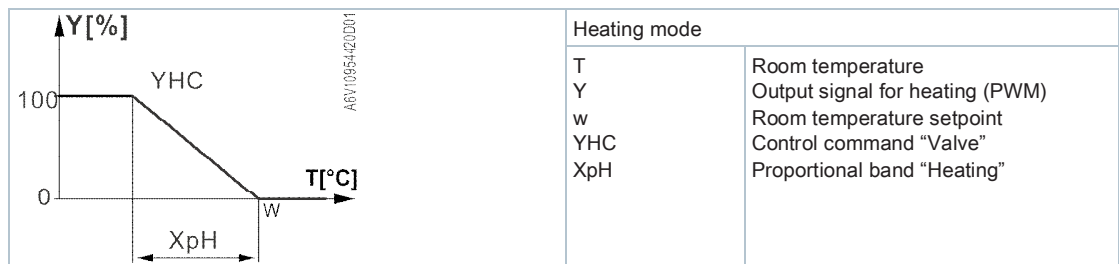 Y[%]
A6V10954420D01
YHC
100
0
T[°C]
W
XpH
Heating mode
T Room temperature
Y Output signal for heating (PWM)
w Room temperature setpoint
YHC Control command “Valve”
XpH Proportional band “Heating”